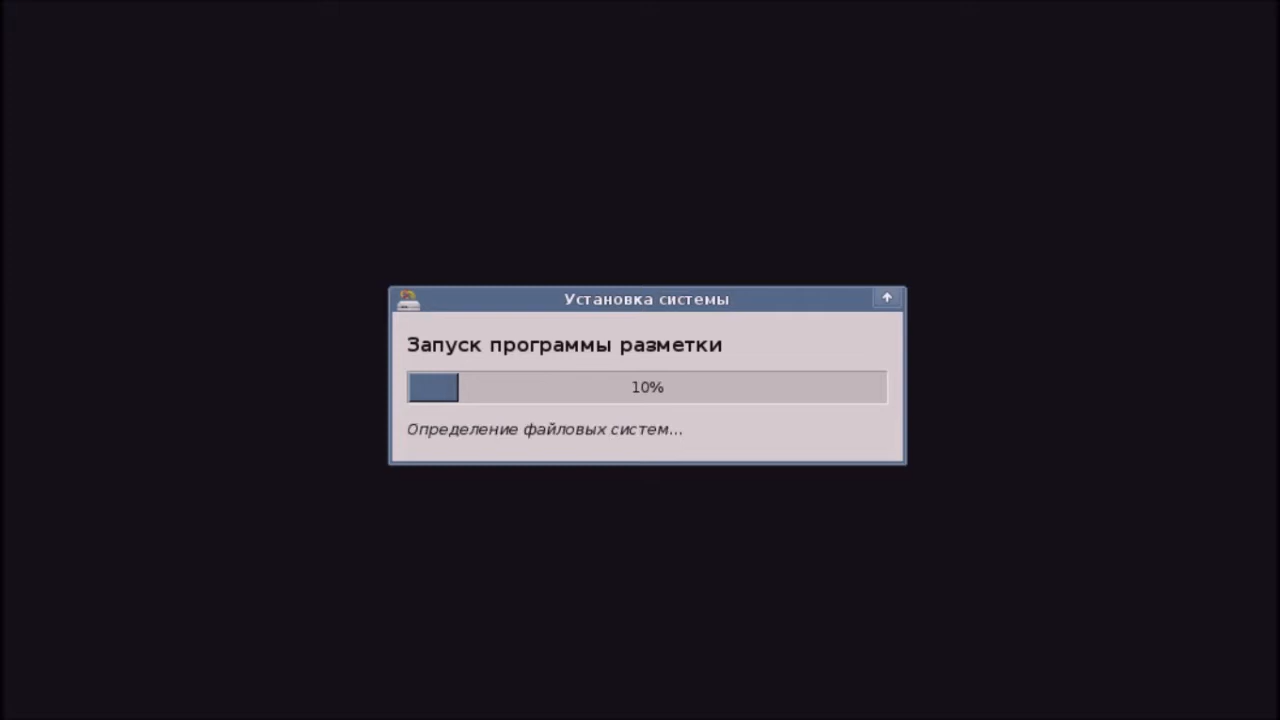 Установка системы
Запуск программы разметки
10%
Определение файловых систем...